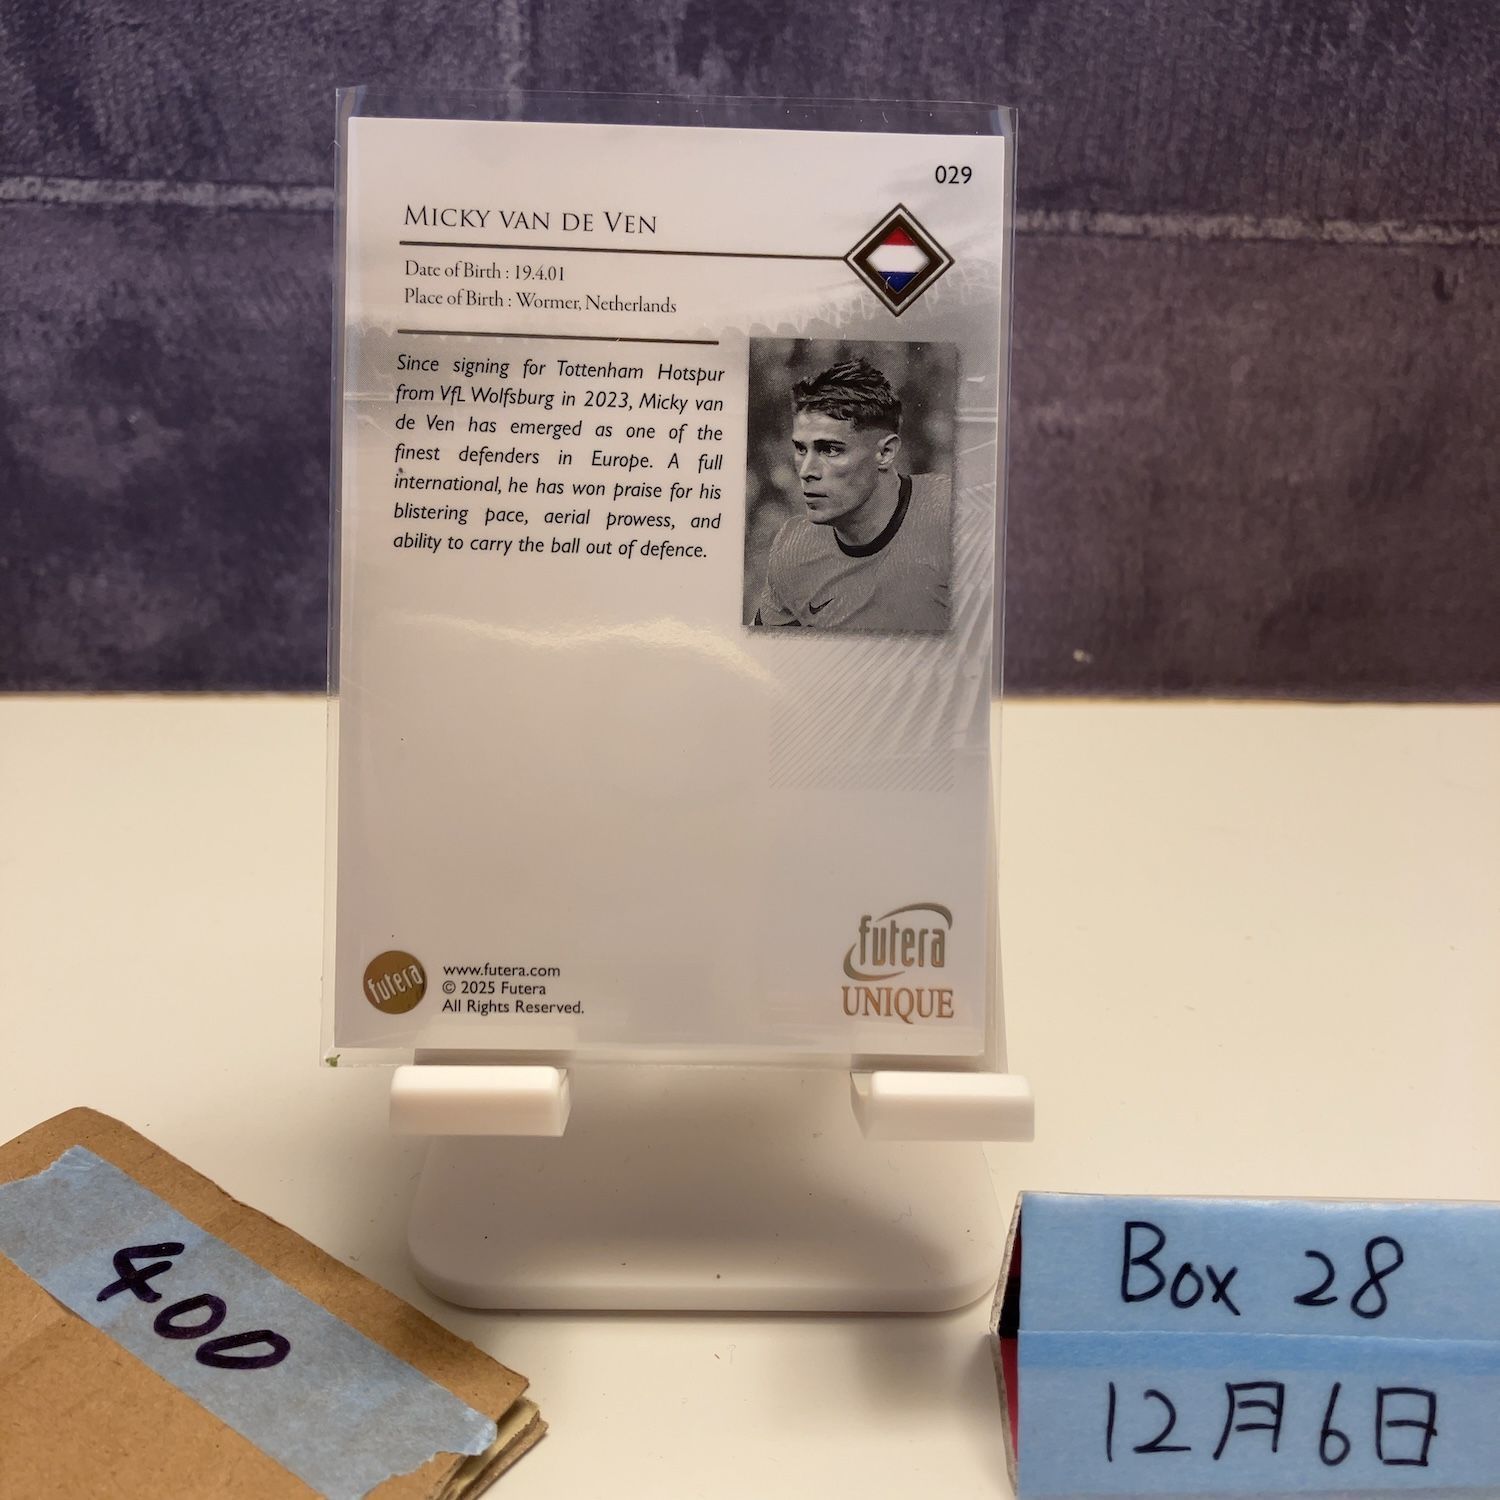 029
MICKY VAN DE VEN
Date of Birth : 19.4.01
Place of Birth : Wormer, Netherlands
Since signing for Tottenham Hotspur
from VfL Wolfsburg in 2023, Micky van
de Ven has emerged as one of the
finest defenders in Europe. A full
international, he has won praise for his
blistering pace, aerial prowess, and
ability to carry the ball out of defence.
futera
www.futera.com
© 2025 Futera
All Rights Reserved.
futera
UNIQUE
400
Box 28
12月6日